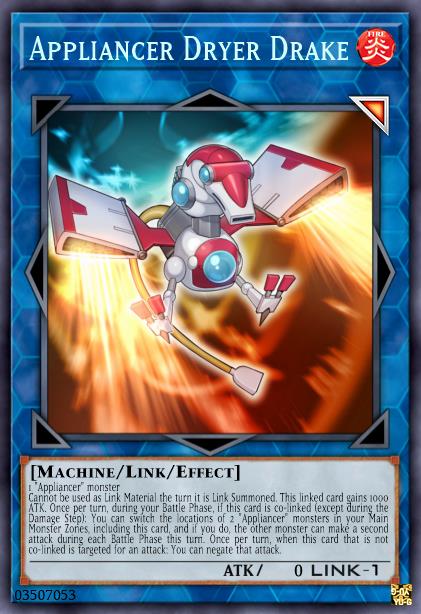 Appliancer Dryer Drake
FIRE
炎
[Machine/Link/Effect]
1 "Appliancer" monster
Cannot be used as Link Material the turn it is Link Summoned. This linked card gains 1000
ATK. Once per turn, during your Battle Phase, if this card is co-linked (except during the
Damage Step): You can switch the locations of 2 "Appliancer" monsters in your Main
Monster Zones, including this card, and if you do, the other monster can make a second
attack during each Battle Phase this turn. Once per turn, when this card that is not
co-linked is targeted for an attack: You can negate that attack.
ATK/ 0 LINK-1
03507053